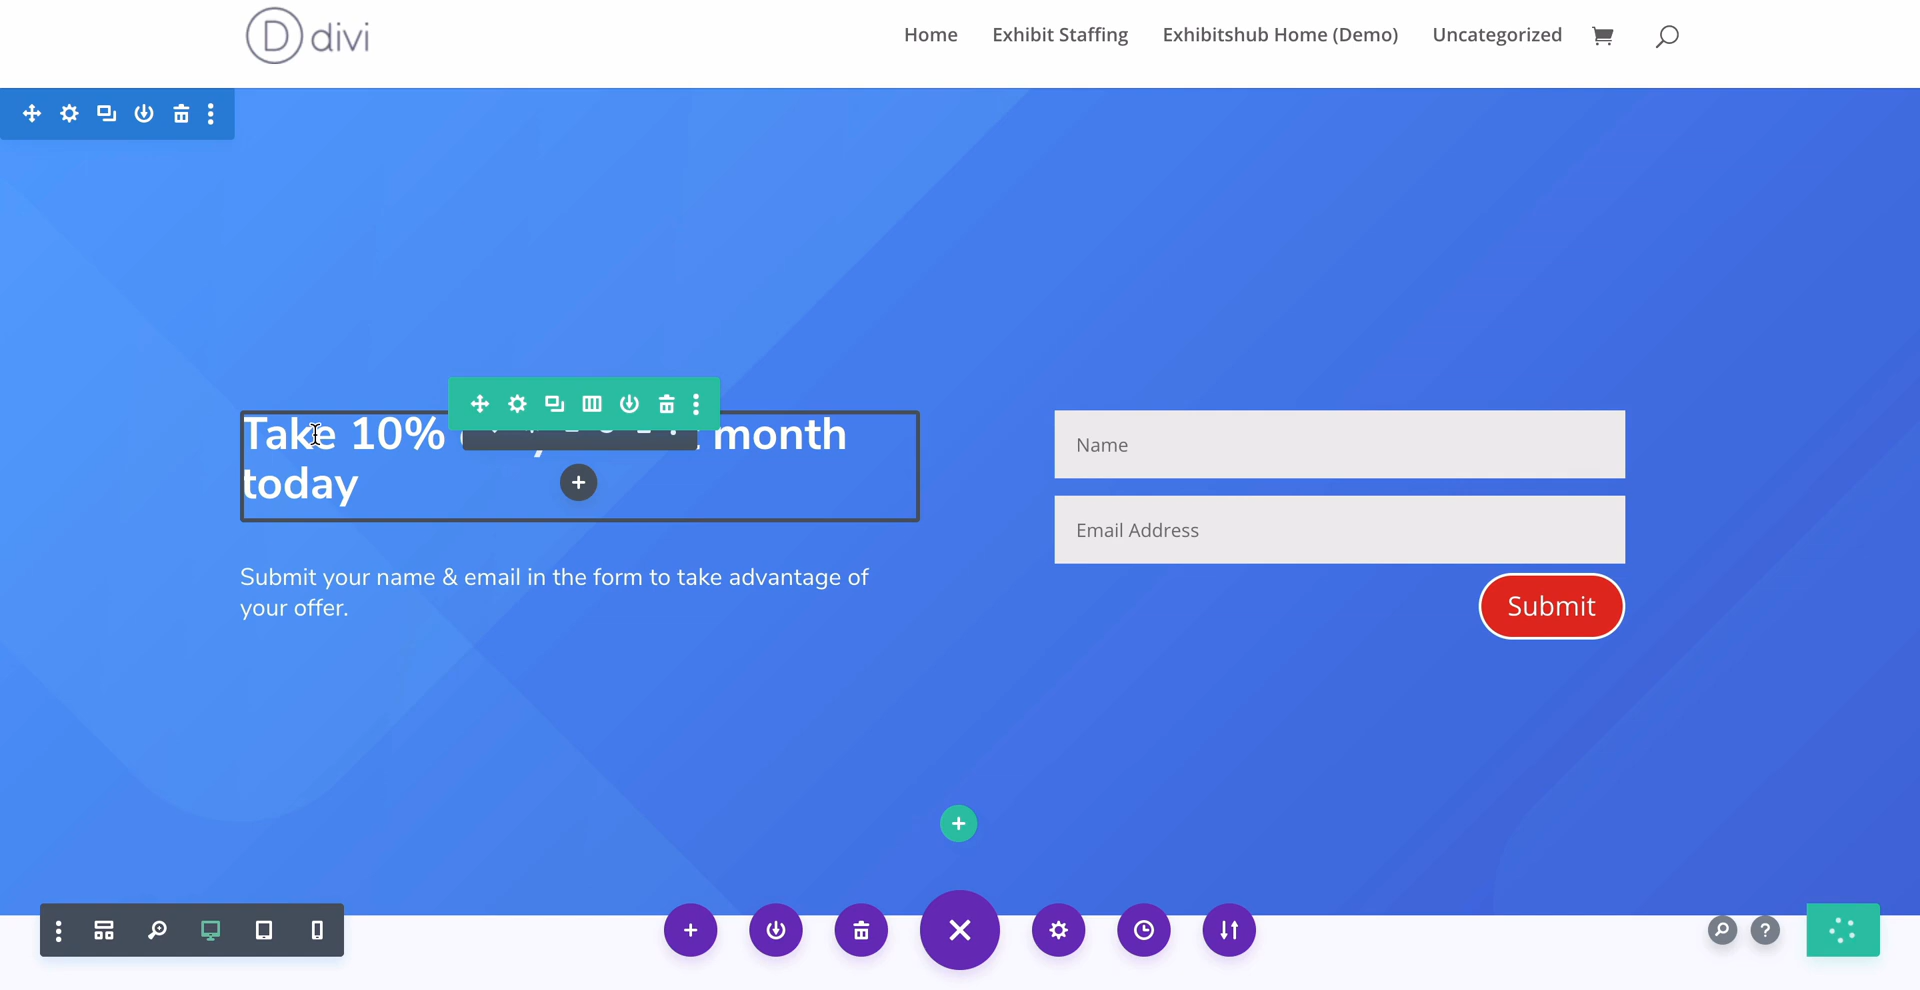 D divi
Home Exhibit Staffing Exhibitshub Home (Demo) Uncategorized
Take 10% month
today
Submit your name & email in the form to take advantage of
your offer.
Name
Email Address
Submit